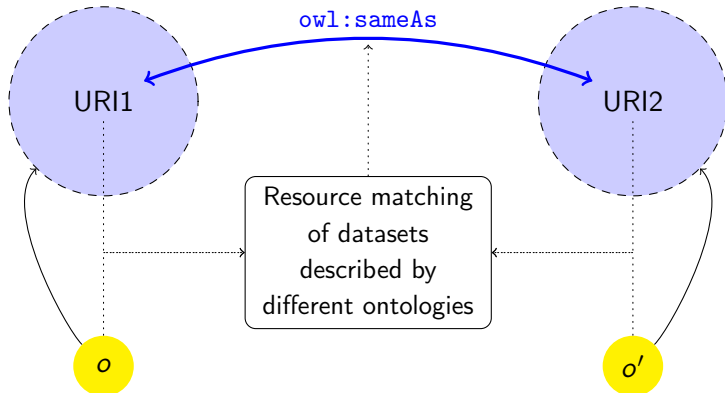 owl:sameAs
URI1
URI2
Resource matching
of datasets
described by
different ontologies
o
o′